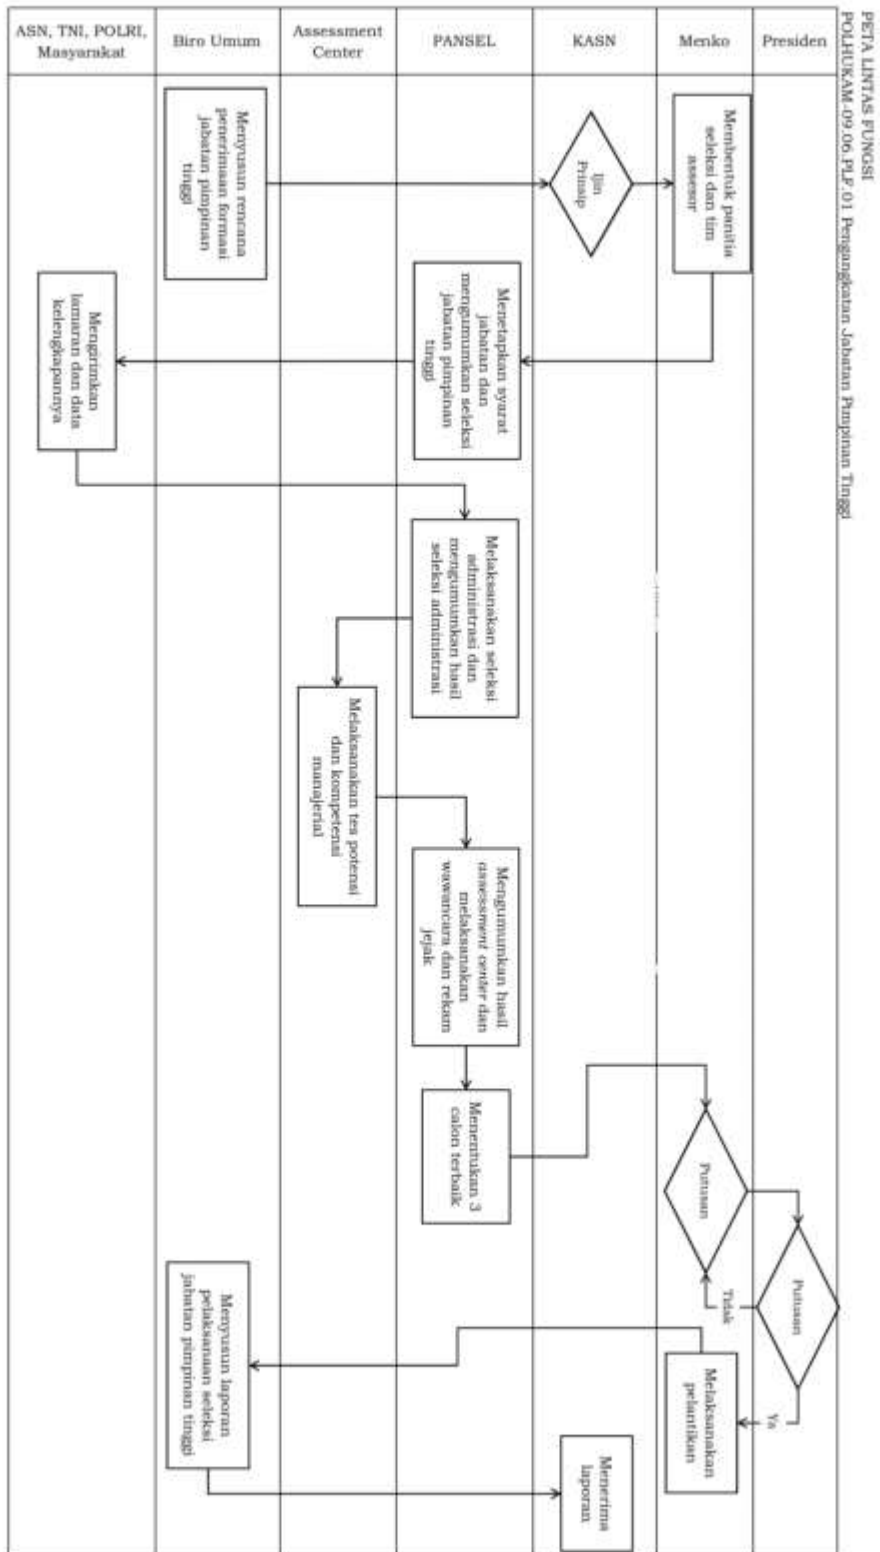 PETA LINTAS FUNGSI
POLHUKAM-09.06.PLF.01 Pengangkatan Jabatan Pimpinan Tinggi
ASN, TNI, POLRI,
Masyarakat
Biro Umum
Assessment
Center
PANSEL
KASN
Menko
Presiden
Menyusun rencana
penerimaan formasi
jabatan pimpinan
tinggi
Ijin
Prinsip
Membentuk panitia
seleksi dan tim
assesor
Menetapkan syarat
jabatan dan
mengumumkan seleksi
jabatan pimpinan
tinggi
Mengirimkan
lamaran dan data
kelengkapannya
Melaksanakan seleksi
administrasi dan
mengumumkan hasil
seleksi administrasi
Melaksanakan tes potensi
dan kompetensi
manajerial
Mengumumkan hasil
assessment center dan
melaksanakan
wawancara dan rekam
jejak
Menentukan 3
calon terbaik
Putusan
Putusan
Tidak
Ya
Melaksanakan
pelantikan
Menyusun laporan
pelaksanaan seleksi
jabatan pimpinan tinggi
Menerima
laporan